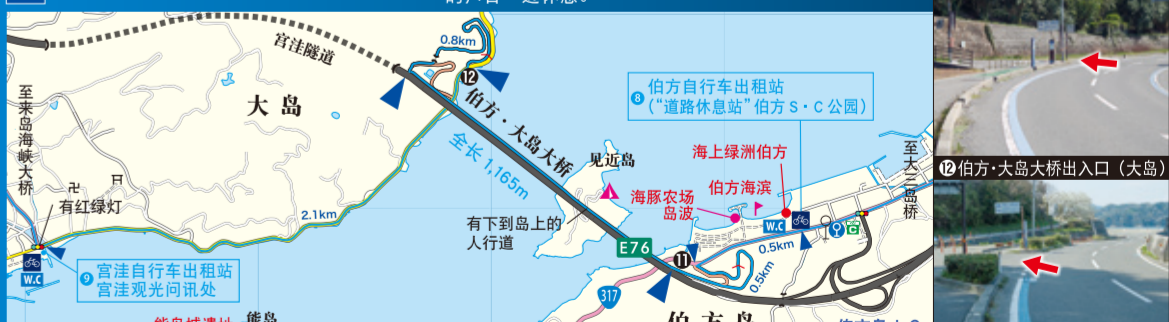 0.8km
宫洼隧道
⑫
大岛
伯方・大岛大桥
全长 1,165m
至来岛海峡大桥
有红绿灯
2.1km
W.C
⑨ 宫洼自行车出租站
宫洼观光问讯处
见近岛
有下到岛上的
人行道
E76
⑪
317
⑧ 伯方自行车出租站
(“道路休息站”伯方 S・C 公园)
海上绿洲伯方
伯方海滨
海豚农场
岛波
W.C
C
0.5km
0.5km
至大三岛桥
伯方岛
能岛
⑫伯方・大岛大桥出入口（大岛）